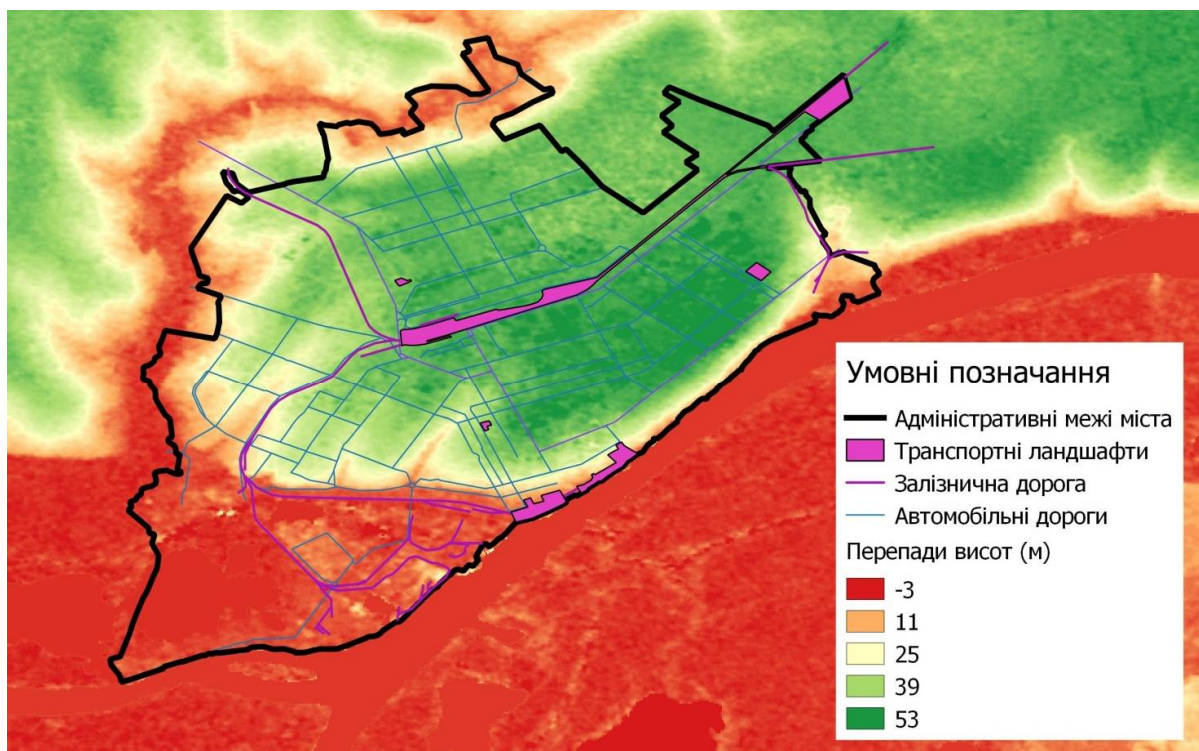 Умовні позначання
Адміністративні межі міста
Транспортні ландшафти
Залізнична дорога
Автомобільні дороги
Перепади висот (м)
-3
11
25
39
53